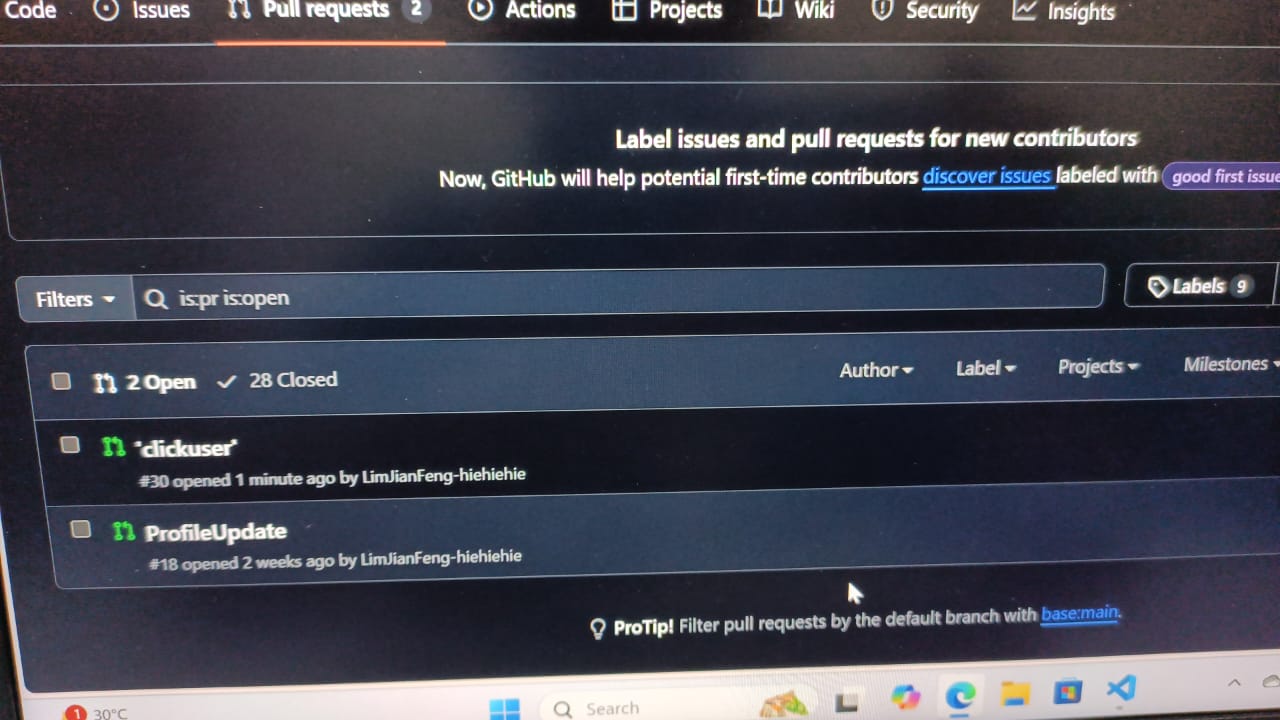 Code Issues Pull requests 2 Actions Projects Wiki Security Insights
Label issues and pull requests for new contributors
Now, GitHub will help potential first-time contributors discover issues labeled with good first issue
Filters is:pr is:open Labels 9
2 Open 28 Closed Author Label Projects Milestones
"clickuser"
#30 opened 1 minute ago by LimJianFeng-hiehiehie
ProfileUpdate
#18 opened 2 weeks ago by LimJianFeng-hiehiehie
ProTip! Filter pull requests by the default branch with base:main.
1 30°C Search